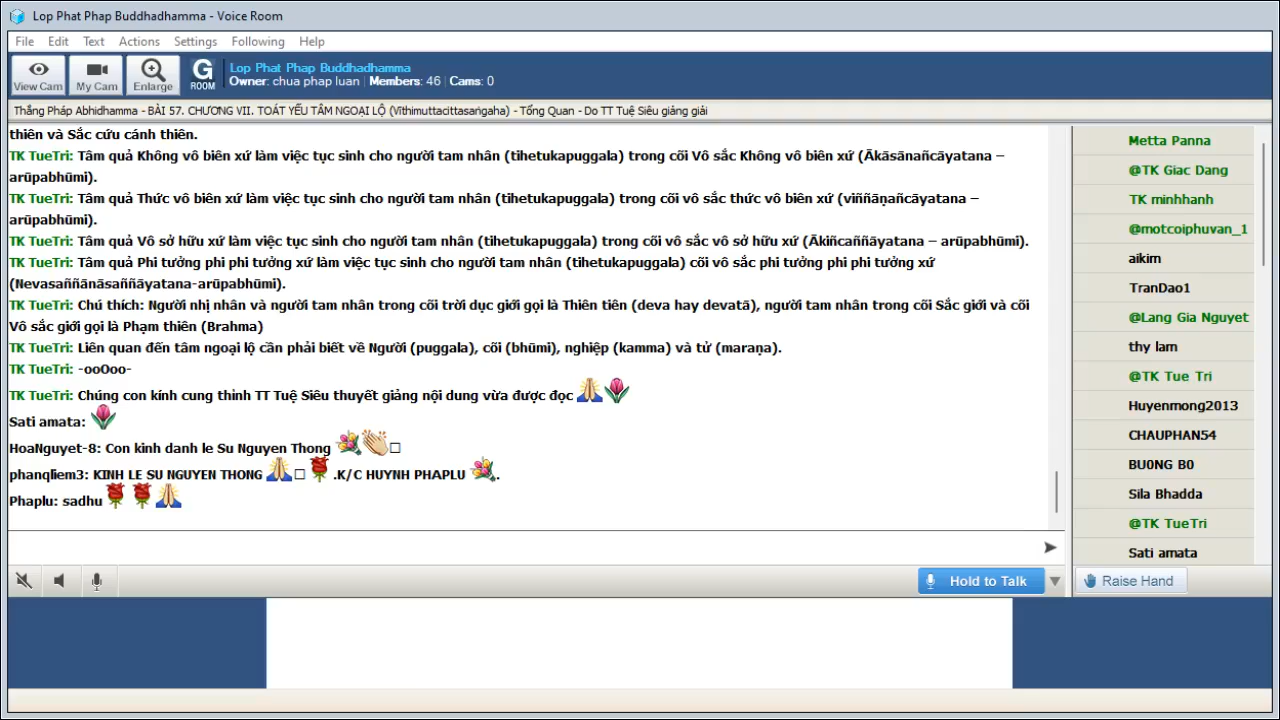 Lop Phat Phap Buddhadhamma - Voice Room
File Edit Text Actions Settings Following Help
View Cam My Cam Enlarge G ROOM
Lop Phat Phap Buddhadhamma
Owner: chua phap luan Members: 46 Cams: 0
Thắng Pháp Abhidhamma - BÀI 57. CHƯƠNG VII. TOÁT YẾU TÂM NGOẠI LỘ (Vīthimuttacittasaṅgaha) - Tổng Quan - Do TT Tuệ Siêu giảng giải
thiên và Sắc cứu cánh thiên.
TK TueTri: Tâm quả Không vô biên xứ làm việc tục sinh cho người tam nhân (tihetukapuggala) trong cõi Vô sắc Không vô biên xứ (Ākāsānañcāyatana –
arūpabhūmi).
TK TueTri: Tâm quả Thức vô biên xứ làm việc tục sinh cho người tam nhân (tihetukapuggala) trong cõi vô sắc thức vô biên xứ (viññāṇañcāyatana –
arūpabhūmi).
TK TueTri: Tâm quả Vô sở hữu xứ làm việc tục sinh cho người tam nhân (tihetukapuggala) trong cõi vô sắc vô sở hữu xứ (Ākiñcaññāyatana – arūpabhūmi).
TK TueTri: Tâm quả Phi tưởng phi phi tưởng xứ làm việc tục sinh cho người tam nhân (tihetukapuggala) cõi vô sắc phi tưởng phi phi tưởng xứ
(Nevasaññānāsaññāyatana-arūpabhūmi).
TK TueTri: Chú thích: Người nhị nhân và người tam nhân trong cõi trời dục giới gọi là Thiên tiên (deva hay devatā), người tam nhân trong cõi Sắc giới và cõi
Vô sắc giới gọi là Phạm thiên (Brahma)
TK TueTri: Liên quan đến tâm ngoại lộ cần phải biết về Người (puggala), cõi (bhūmi), nghiệp (kamma) và tử (maraṇa).
TK TueTri: -ooOoo-
TK TueTri: Chúng con kính cung thỉnh TT Tuệ Siêu thuyết giảng nội dung vừa được đọc
Sati amata:
HoaNguyet-8: Con kinh danh le Su Nguyen Thong
phanqliem3: KINH LE SU NGUYEN THONG .K/C HUYNH PHAPLU .
Phaplu: sadhu
Hold to Talk
Metta Panna
@TK Giac Dang
TK minhhanh
@motcoiphuvan_1
aikim
TranDao1
@Lang Gia Nguyet
thy lam
@TK Tue Tri
Huyenmong2013
CHAUPHAN54
BU0NG B0
Sila Bhadda
@TK TueTri
Sati amata
Raise Hand